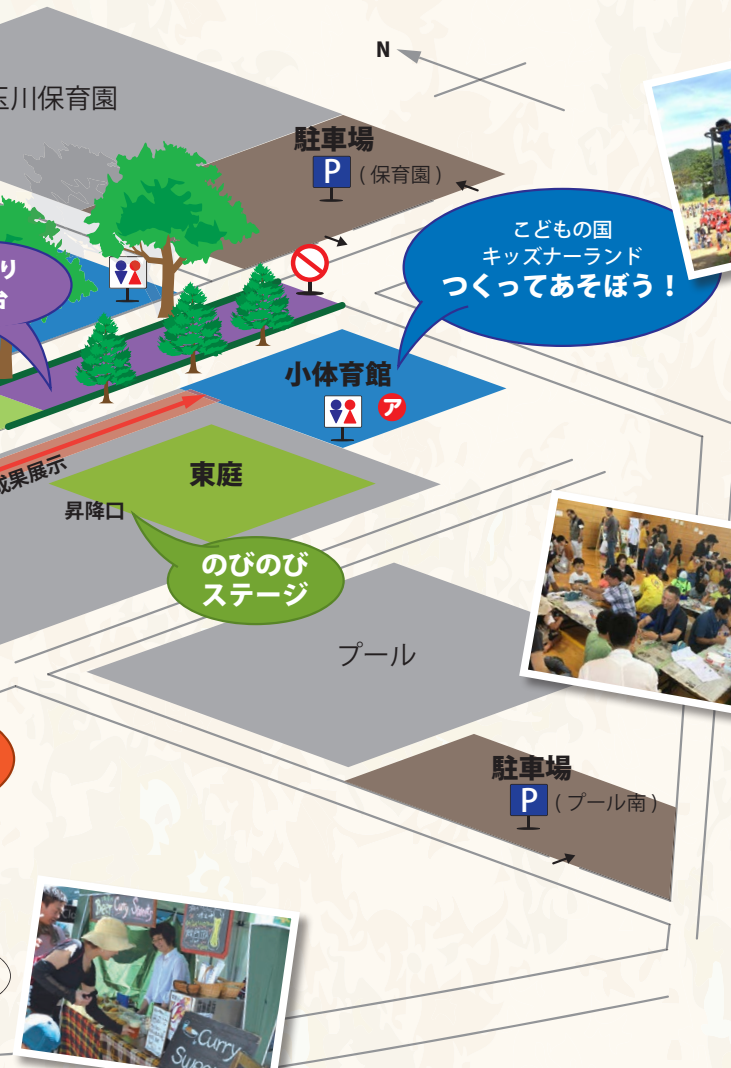 N
玉川保育園
駐車場
P
(保育園)
こどもの国
キッズナーランド
つくってあそぼう！
り
台
小体育館
ア
成果展示
東庭
昇降口
のびのび
ステージ
プール
駐車場
P
(プール南)
Curry Sweets
Curry